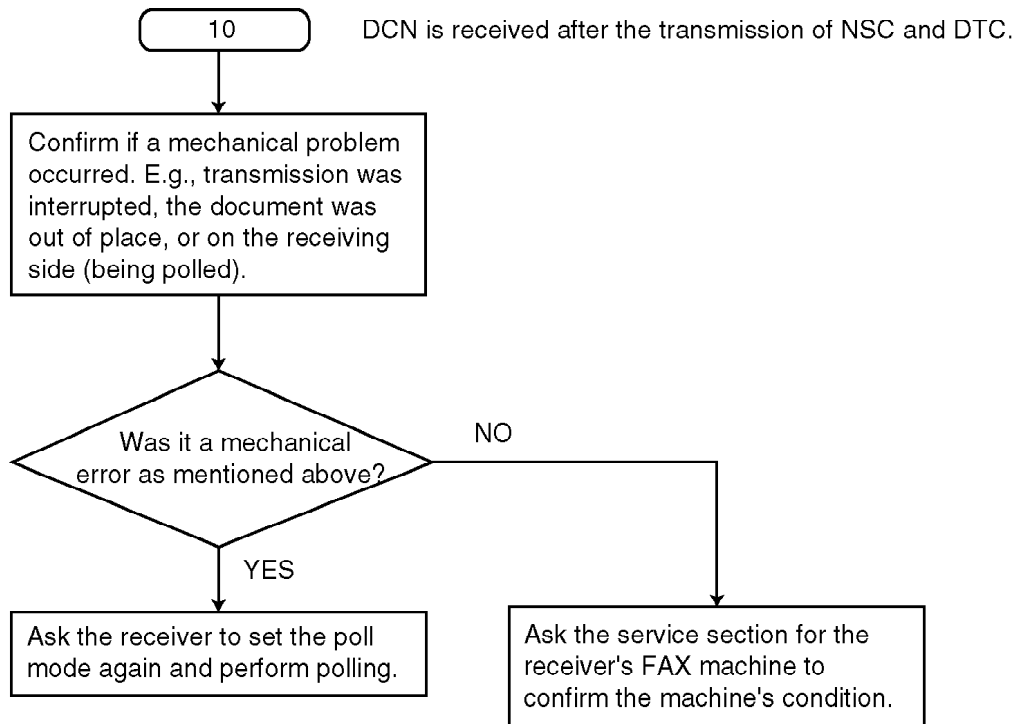 10
DCN is received after the transmission of NSC and DTC.
Confirm if a mechanical problem
occurred. E.g., transmission was
interrupted, the document was
out of place, or on the receiving
side (being polled).
Was it a mechanical
error as mentioned above?
NO
YES
Ask the receiver to set the poll
mode again and perform polling.
Ask the service section for the
receiver's FAX machine to
confirm the machine's condition.